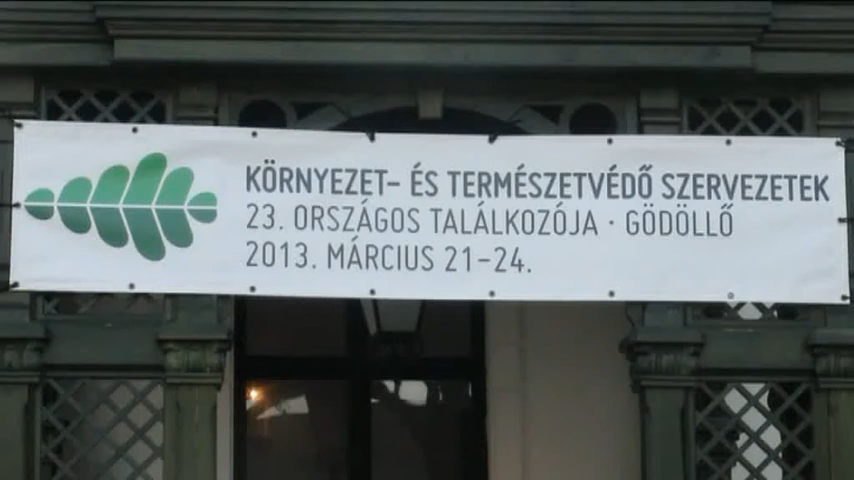 KÖRNYEZET- ÉS TERMÉSZETVÉDŐ SZERVEZETEK
23. ORSZÁGOS TALÁLKOZÓJA · GÖDÖLLŐ
2013. MÁRCIUS 21-24.